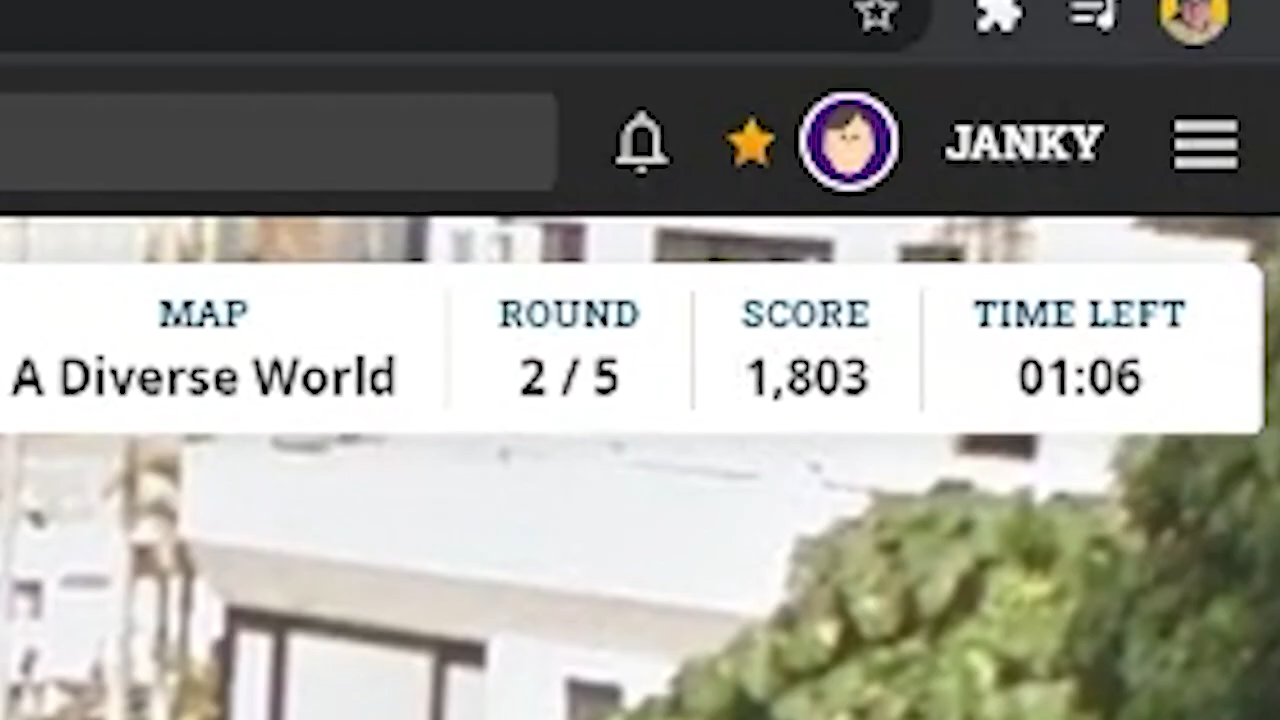 JANKY
MAP ROUND SCORE TIME LEFT
A Diverse World 2 / 5 1,803 01:06